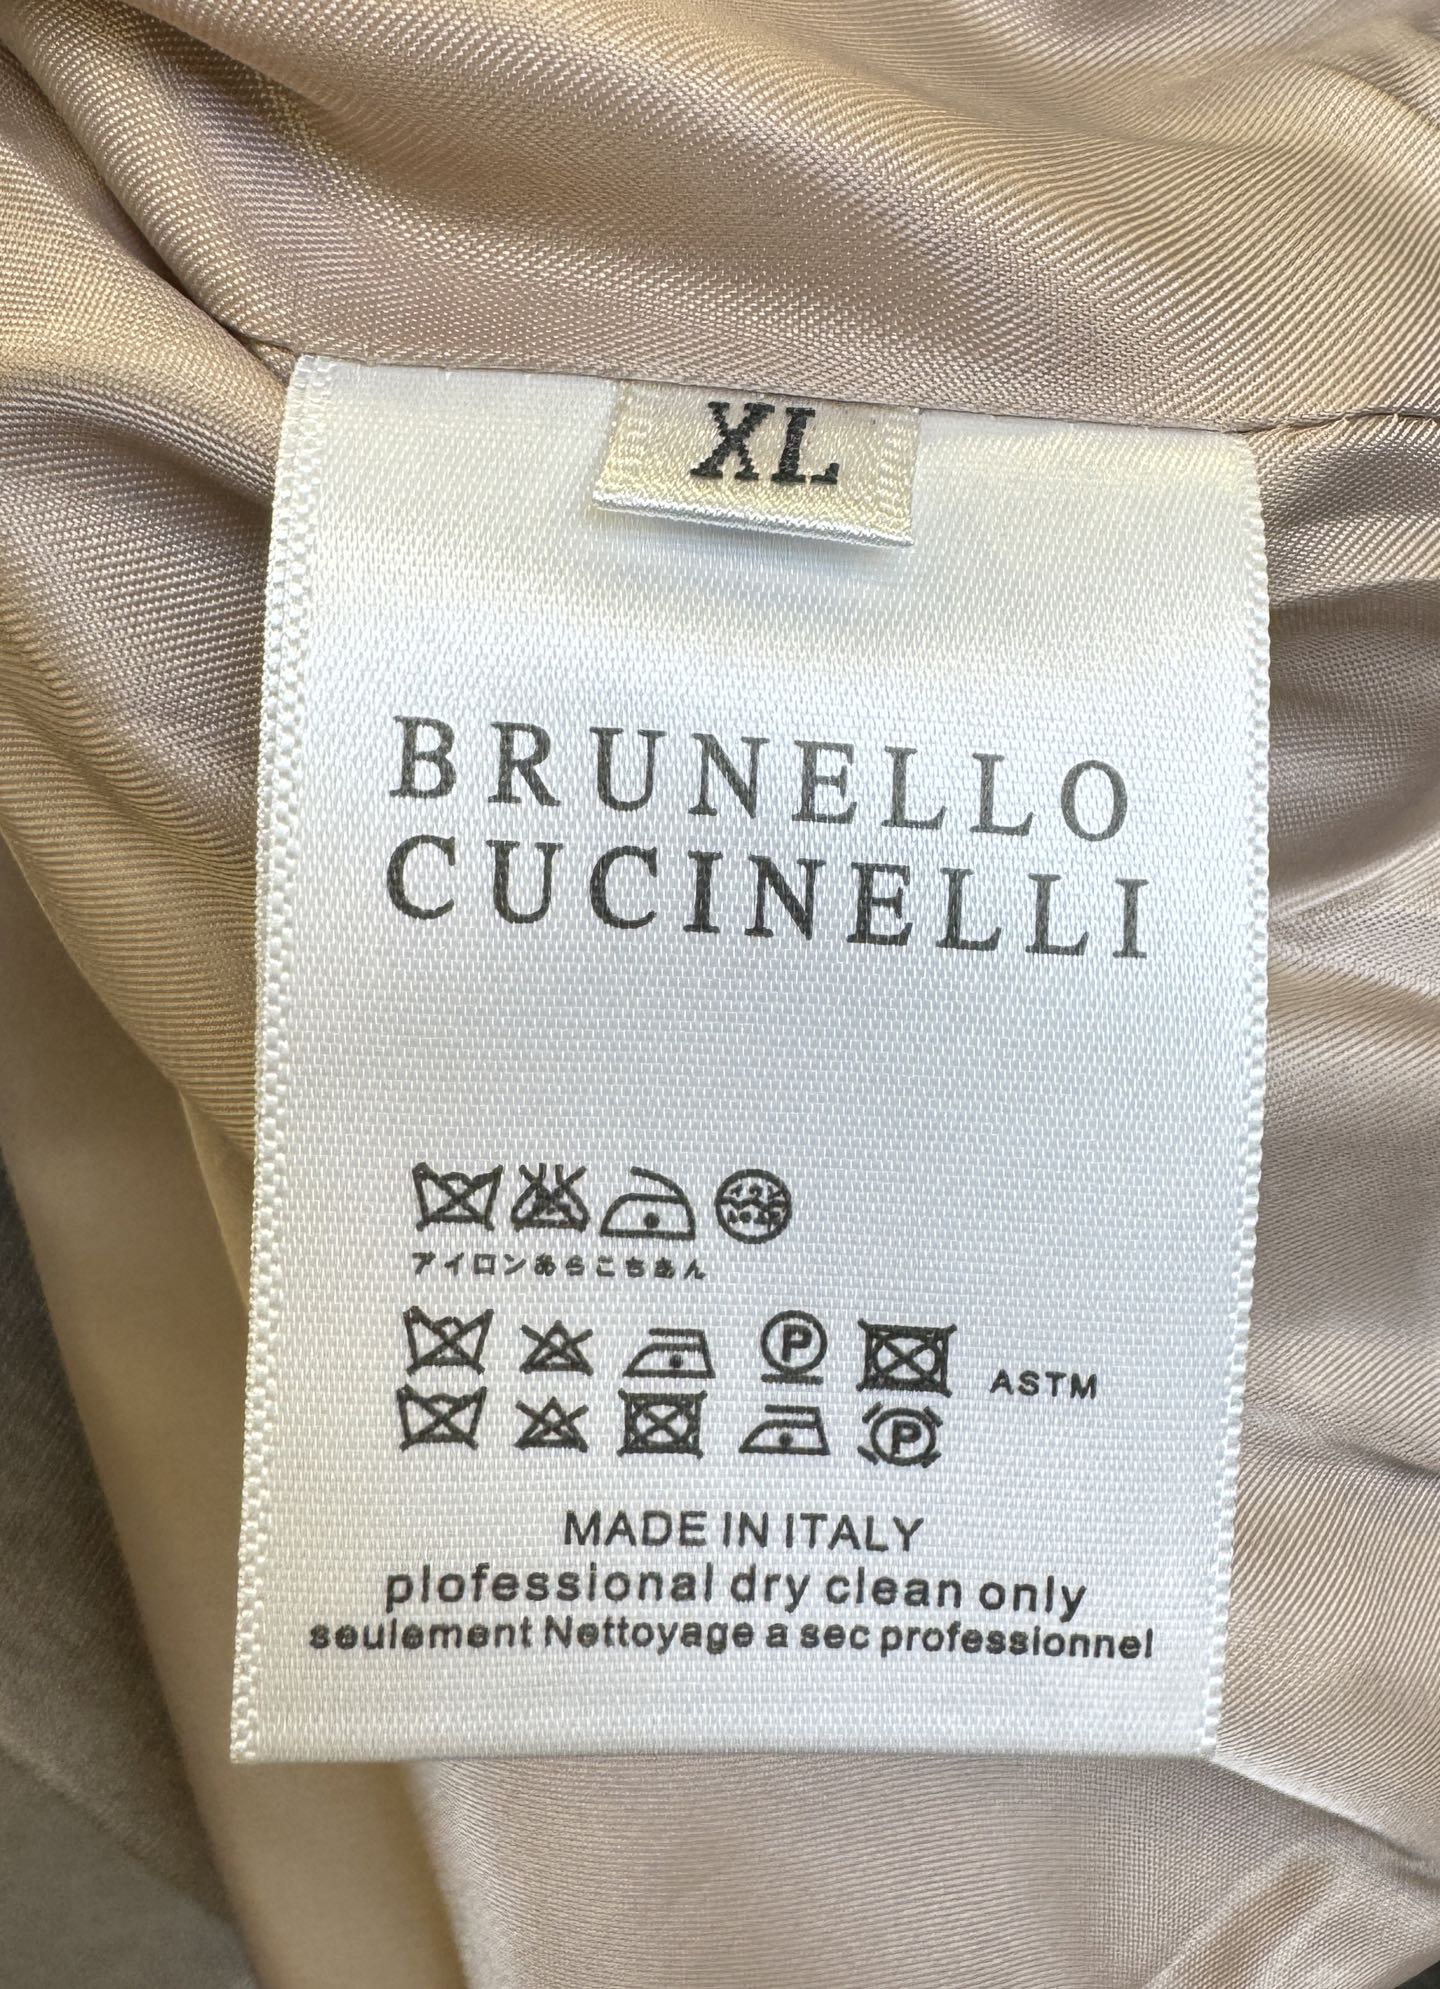 XL
BRUNELLO
CUCINELLI
アイロンあらこちあん
P
ASTM
P
MADE IN ITALY
plofessional dry clean only
seulement Nettoyage a sec professionnel